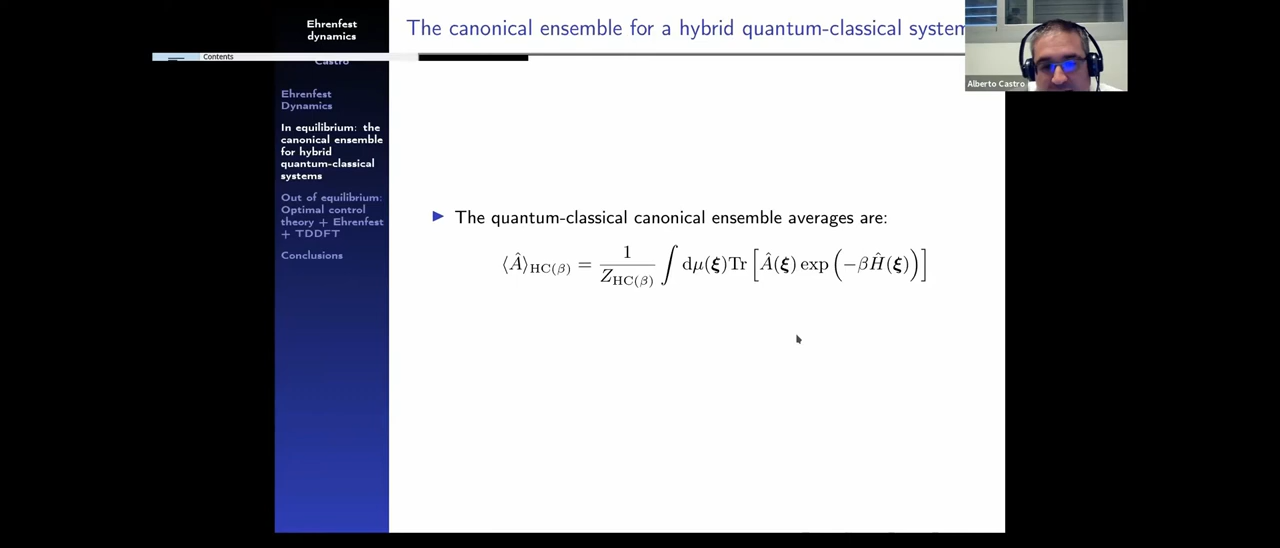 Ehrenfest
dynamics
The canonical ensemble for a hybrid quantum-classical system
Contents
Castro
Alberto Castro
Ehrenfest
Dynamics
In equilibrium: the
canonical ensemble
for hybrid
quantum-classical
systems
Out of equilibrium:
Optimal control
theory + Ehrenfest
+ TDDFT
Conclusions
▶ The quantum-classical canonical ensemble averages are:
⟨Â⟩_HC(β) = 1/Z_HC(β) ∫ dμ(ξ)Tr [Â(ξ) exp (−βĤ(ξ))]